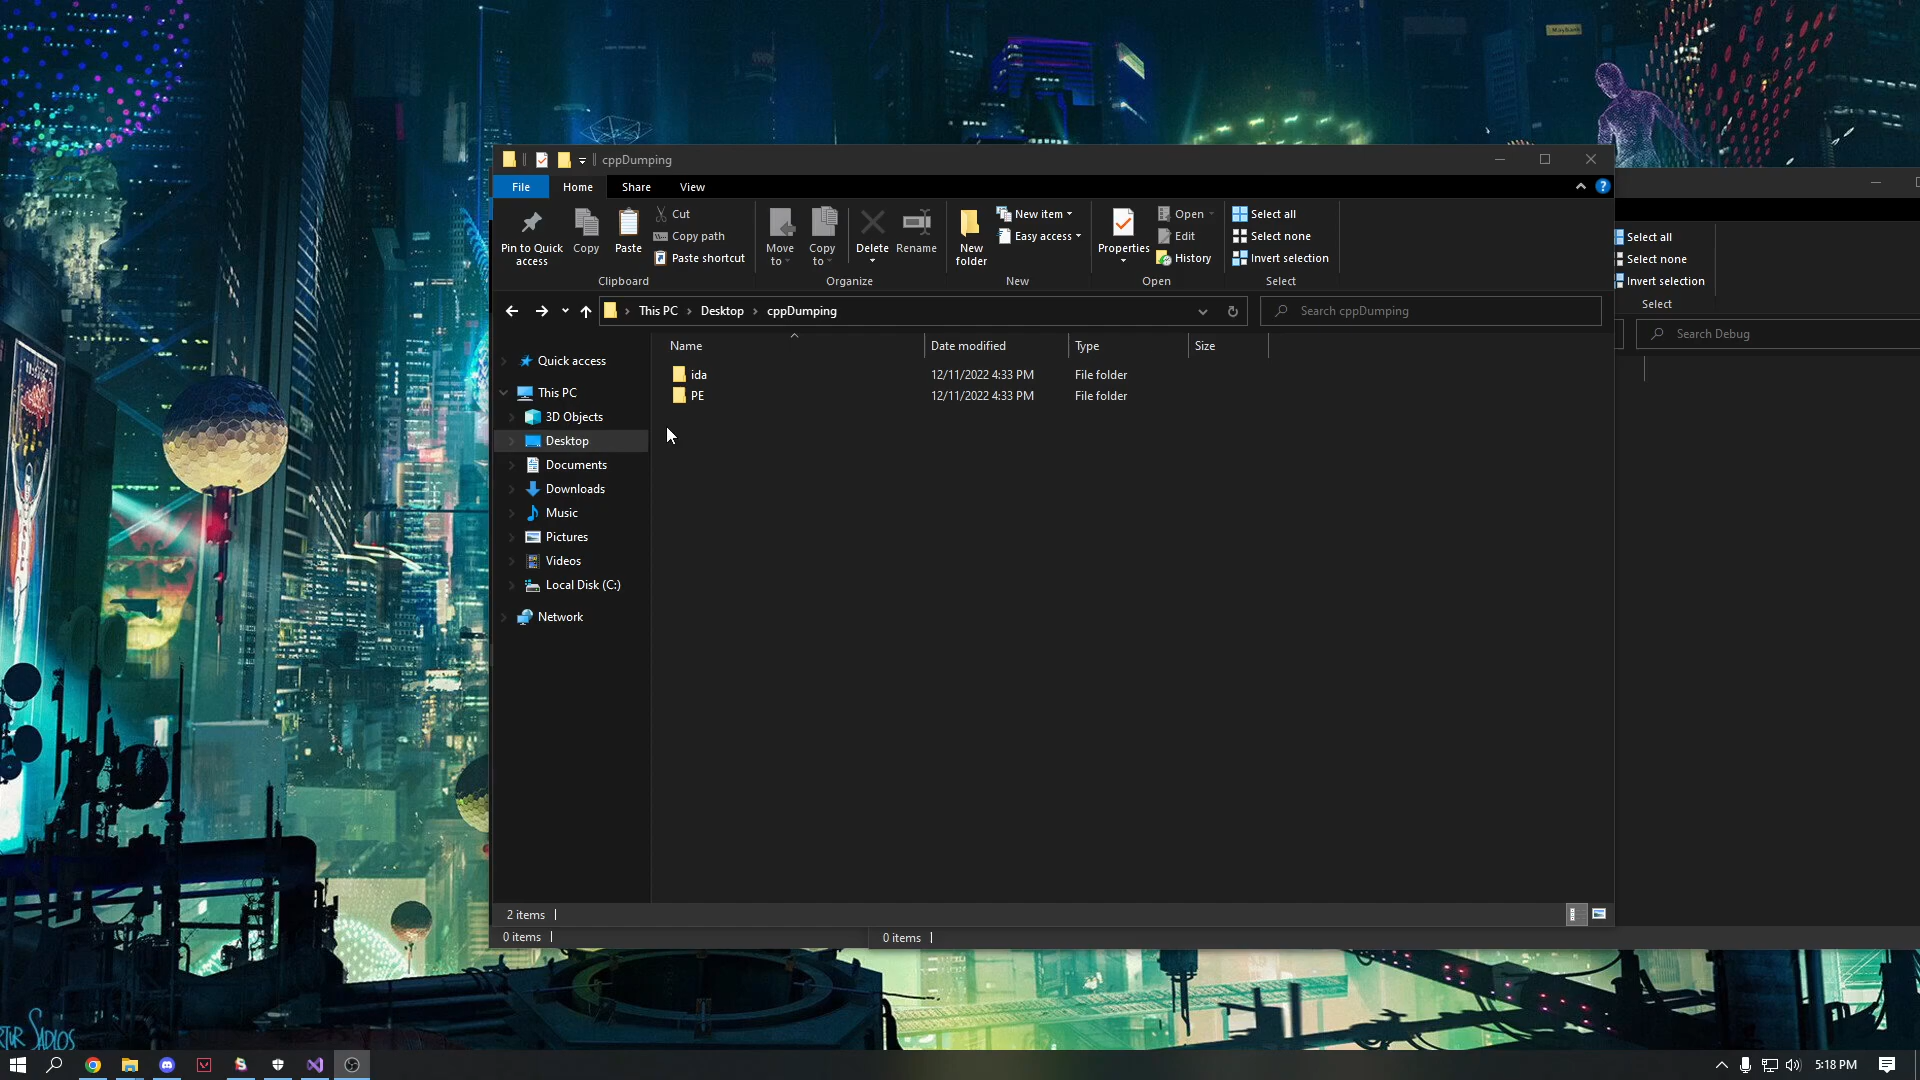 MayBank
cppDumping
File
Home
Share
View
Pin to Quick
access
Copy
Paste
Cut
Copy path
Paste shortcut
Clipboard
Move
to
Copy
to
Delete
Rename
Organize
New
folder
New item
Easy access
New
Properties
Open
Edit
History
Open
Select all
Select none
Invert selection
Select
Select all
Select none
Invert selection
Select
This PC
Desktop
cppDumping
Search cppDumping
Search Debug
Name
Date modified
Type
Size
ida
12/11/2022 4:33 PM
File folder
PE
12/11/2022 4:33 PM
File folder
Quick access
This PC
3D Objects
Desktop
Documents
Downloads
Music
Pictures
Videos
Local Disk (C:)
Network
2 items
0 items
0 items
5:18 PM